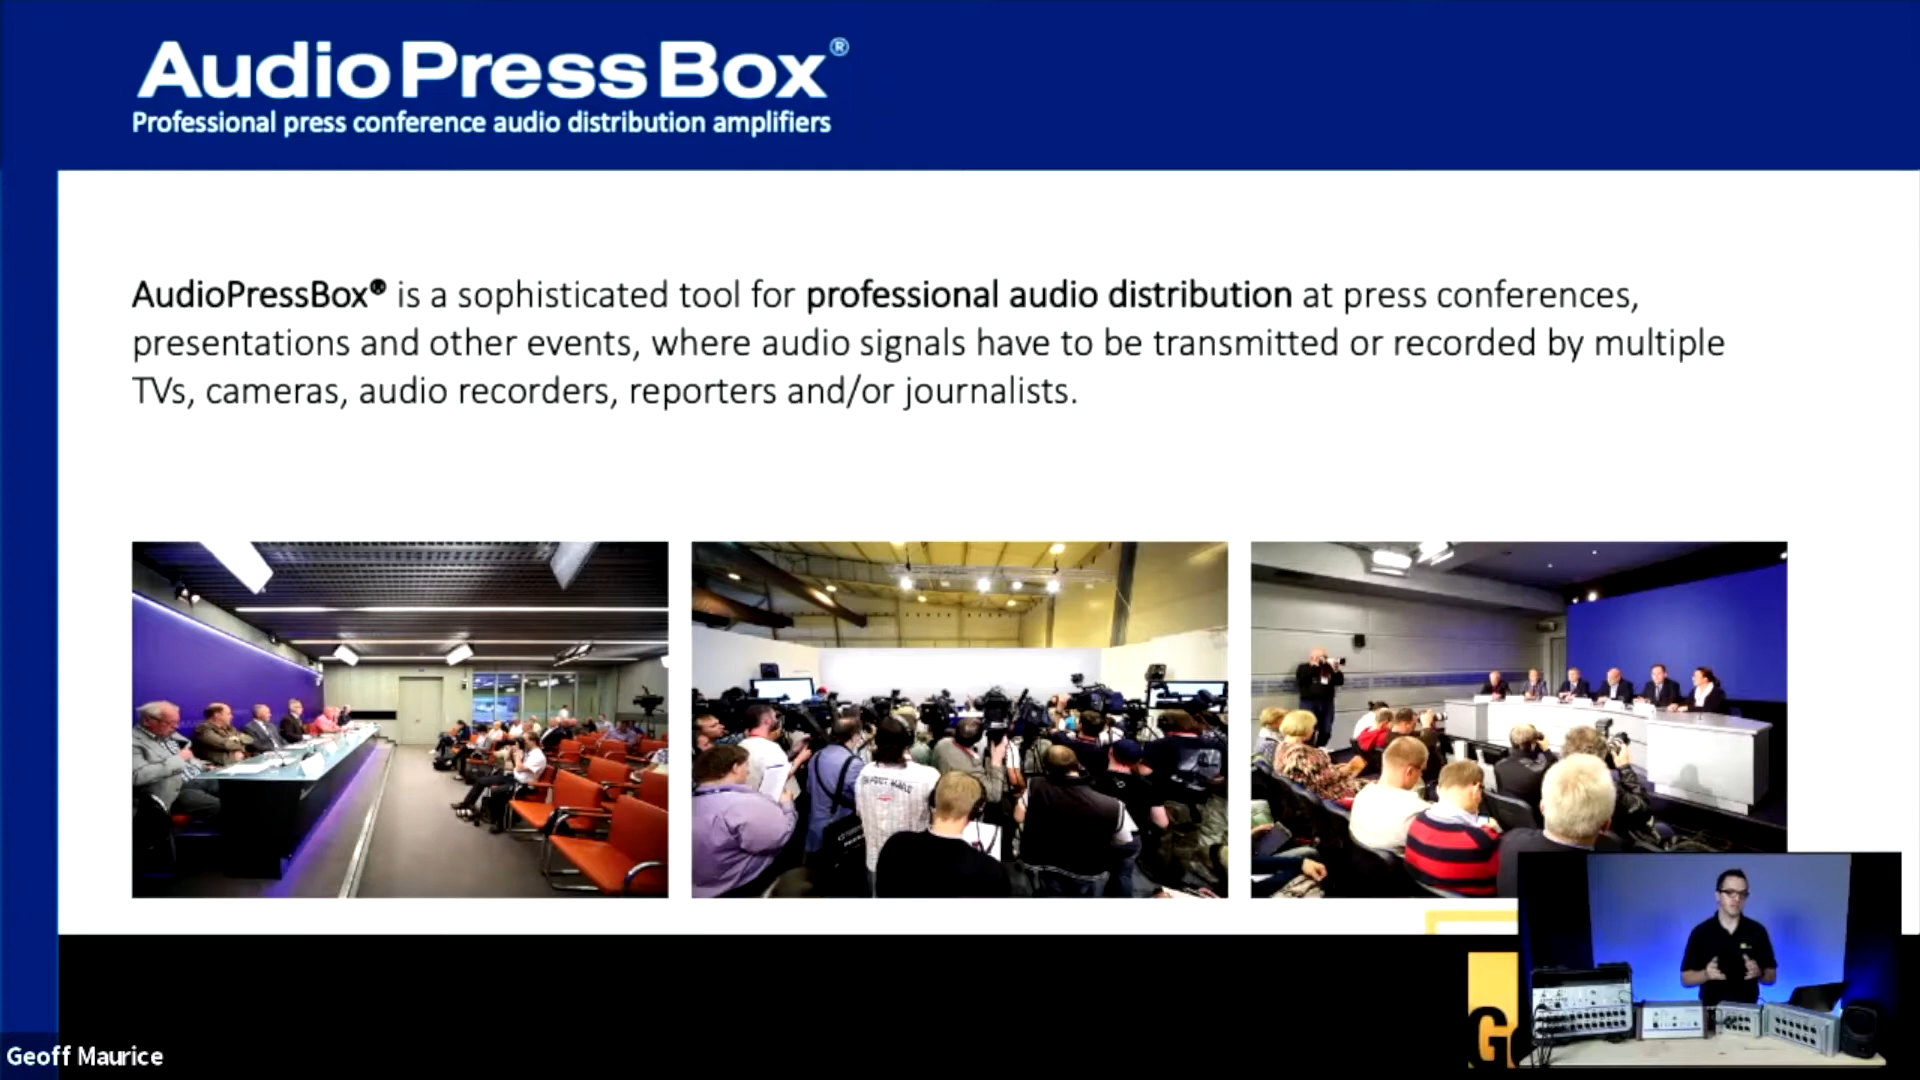 AudioPressBox®
Professional press conference audio distribution amplifiers
AudioPressBox® is a sophisticated tool for professional audio distribution at press conferences,
presentations and other events, where audio signals have to be transmitted or recorded by multiple
TVs, cameras, audio recorders, reporters and/or journalists.
G
Geoff Maurice